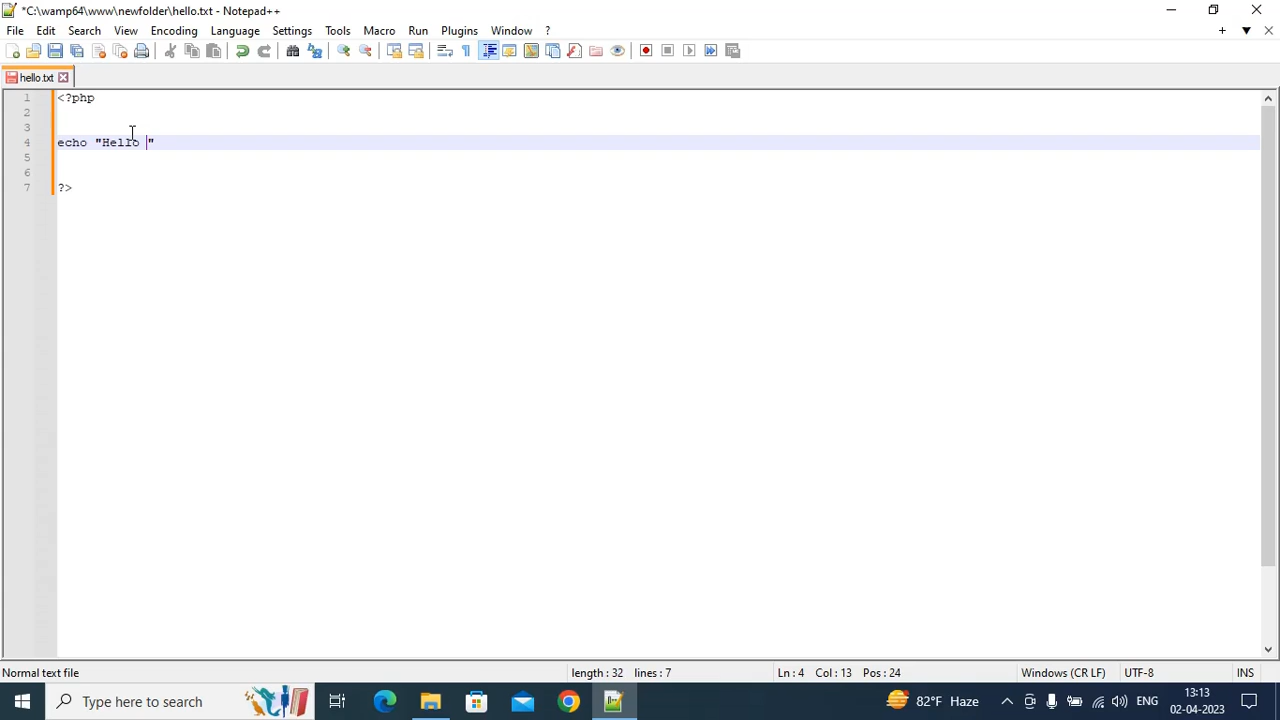 *C:\wamp64\www\newfolder\hello.txt - Notepad++
File Edit Search View Encoding Language Settings Tools Macro Run Plugins Window ?
hello.txt
1 <?php
2
3
4 echo "Hello "
5
6
7 ?>
Normal text file length : 32 lines : 7 Ln : 4 Col : 13 Pos : 24 Windows (CR LF) UTF-8 INS
Type here to search 82°F Haze ENG 13:13
02-04-2023